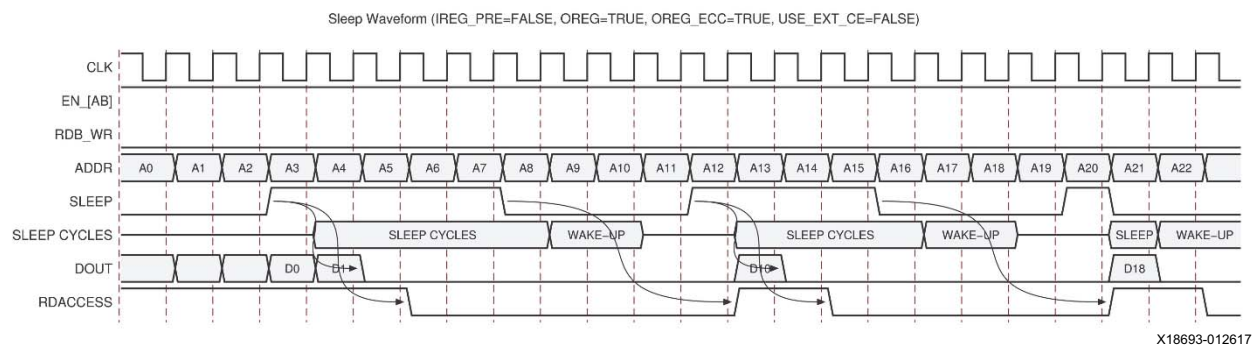 Sleep Waveform (IREG_PRE=FALSE, OREG=TRUE, OREG_ECC=TRUE, USE_EXT_CE=FALSE)
CLK
EN_[AB]
RDB_WR
ADDR A0 A1 A2 A3 A4 A5 A6 A7 A8 A9 A10 A11 A12 A13 A14 A15 A16 A17 A18 A19 A20 A21 A22
SLEEP
SLEEP CYCLES SLEEP CYCLES WAKE-UP SLEEP CYCLES WAKE-UP SLEEP WAKE-UP
DOUT D0 D1 D10 D18
RDACCESS
X18693-012617